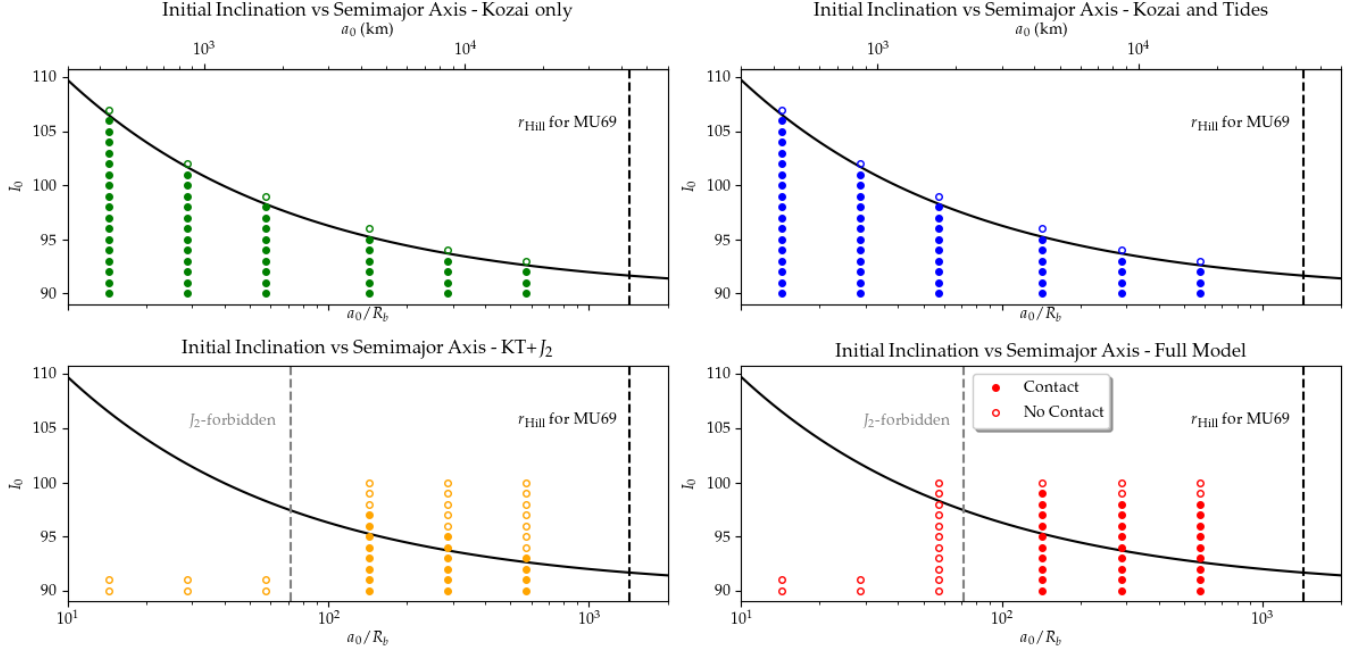 Initial Inclination vs Semimajor Axis - Kozai only
a₀ (km)
10³ 10⁴
110
105
100
95
90
I₀
r_Hill for MU69
a₀/R_b
Initial Inclination vs Semimajor Axis - Kozai and Tides
a₀ (km)
10³ 10⁴
110
105
100
95
90
I₀
r_Hill for MU69
a₀/R_b
Initial Inclination vs Semimajor Axis - KT+J₂
110
105
100
95
90
I₀
J₂-forbidden
r_Hill for MU69
10¹ 10² 10³
a₀/R_b
Initial Inclination vs Semimajor Axis - Full Model
110
105
100
95
90
I₀
J₂-forbidden
Contact
No Contact
r_Hill for MU69
10¹ 10² 10³
a₀/R_b